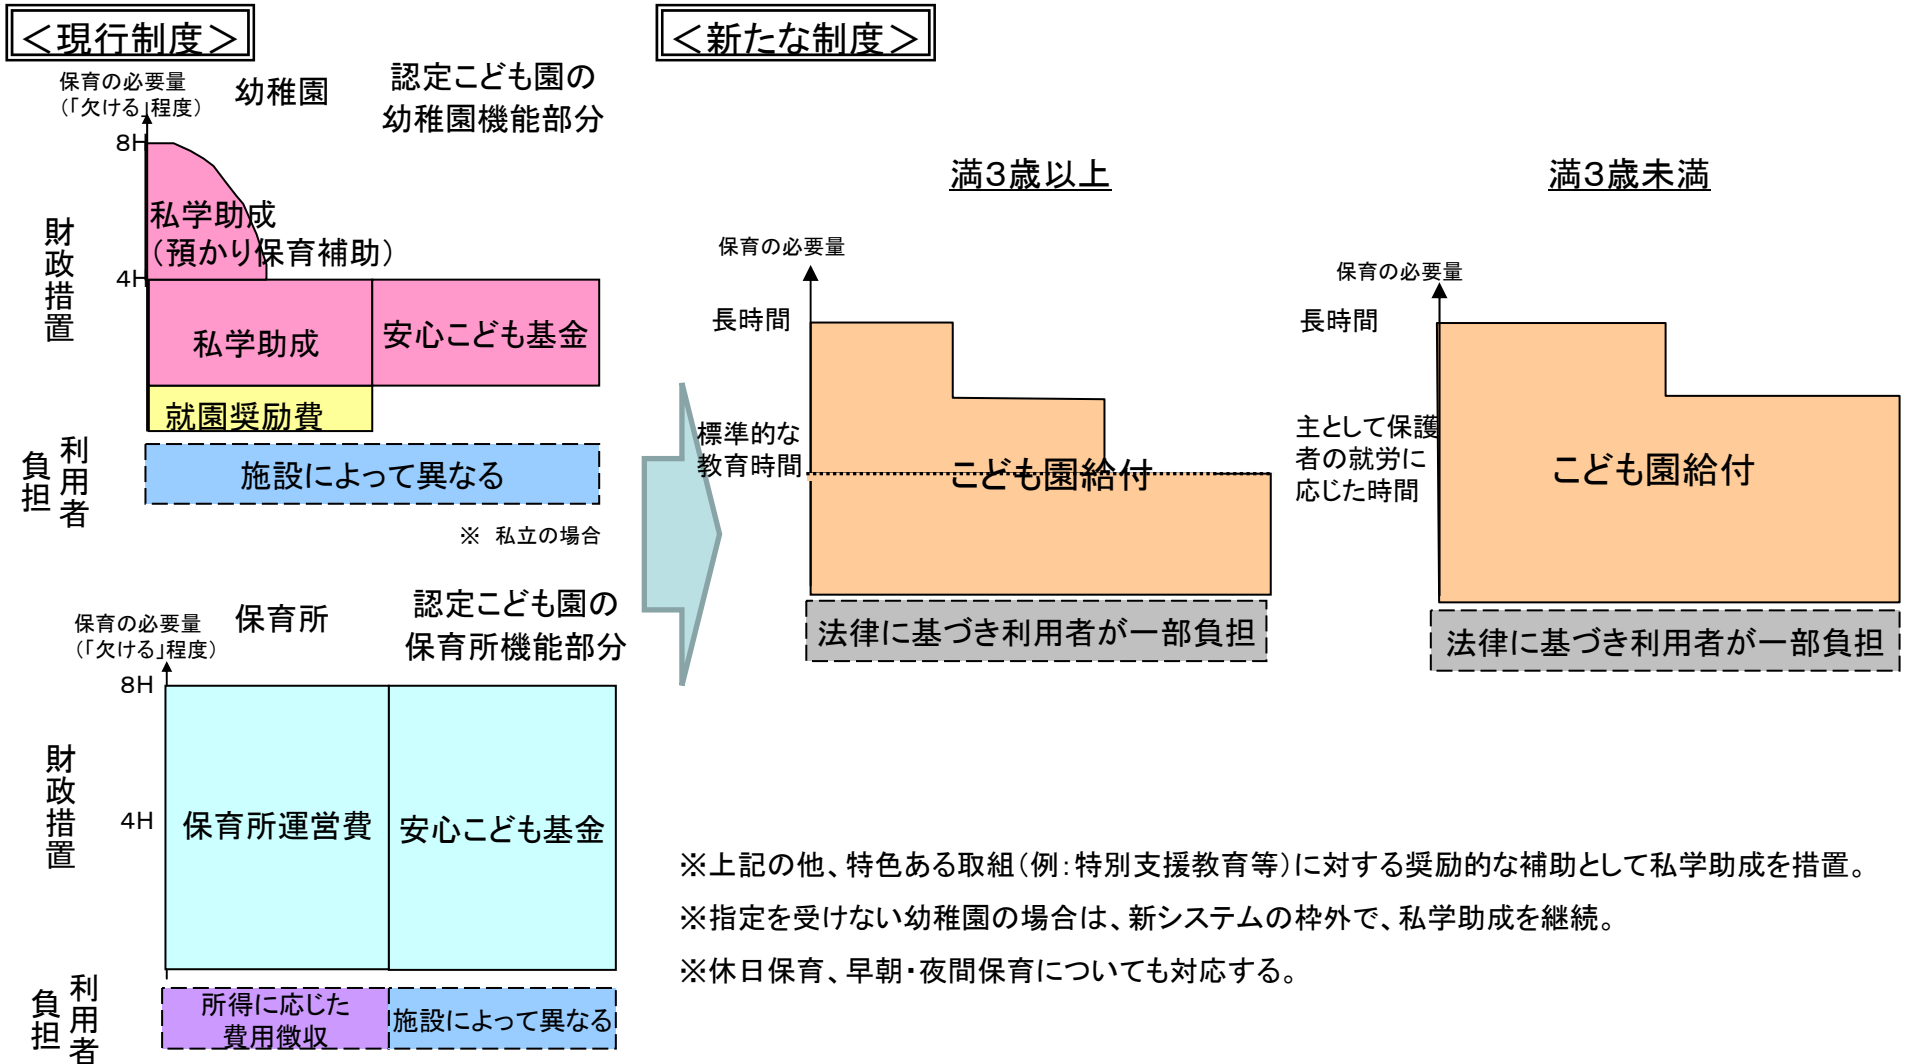 ＜現行制度＞
保育の必要量
（「欠ける」程度）
幼稚園
認定こども園の
幼稚園機能部分
8H
4H
財政措置
私学助成
（預かり保育補助）
私学助成
安心こども基金
就園奨励費
利用者
負担
施設によって異なる
※　私立の場合
保育の必要量
（「欠ける」程度）
保育所
認定こども園の
保育所機能部分
8H
4H
財政措置
保育所運営費
安心こども基金
利用者
負担
所得に応じた
費用徴収
施設によって異なる
＜新たな制度＞
満3歳以上
保育の必要量
長時間
標準的な
教育時間
こども園給付
法律に基づき利用者が一部負担
満3歳未満
保育の必要量
長時間
主として保護
者の就労に
応じた時間
こども園給付
法律に基づき利用者が一部負担
※上記の他、特色ある取組（例：特別支援教育等）に対する奨励的な補助として私学助成を措置。
※指定を受けない幼稚園の場合は、新システムの枠外で、私学助成を継続。
※休日保育、早朝・夜間保育についても対応する。